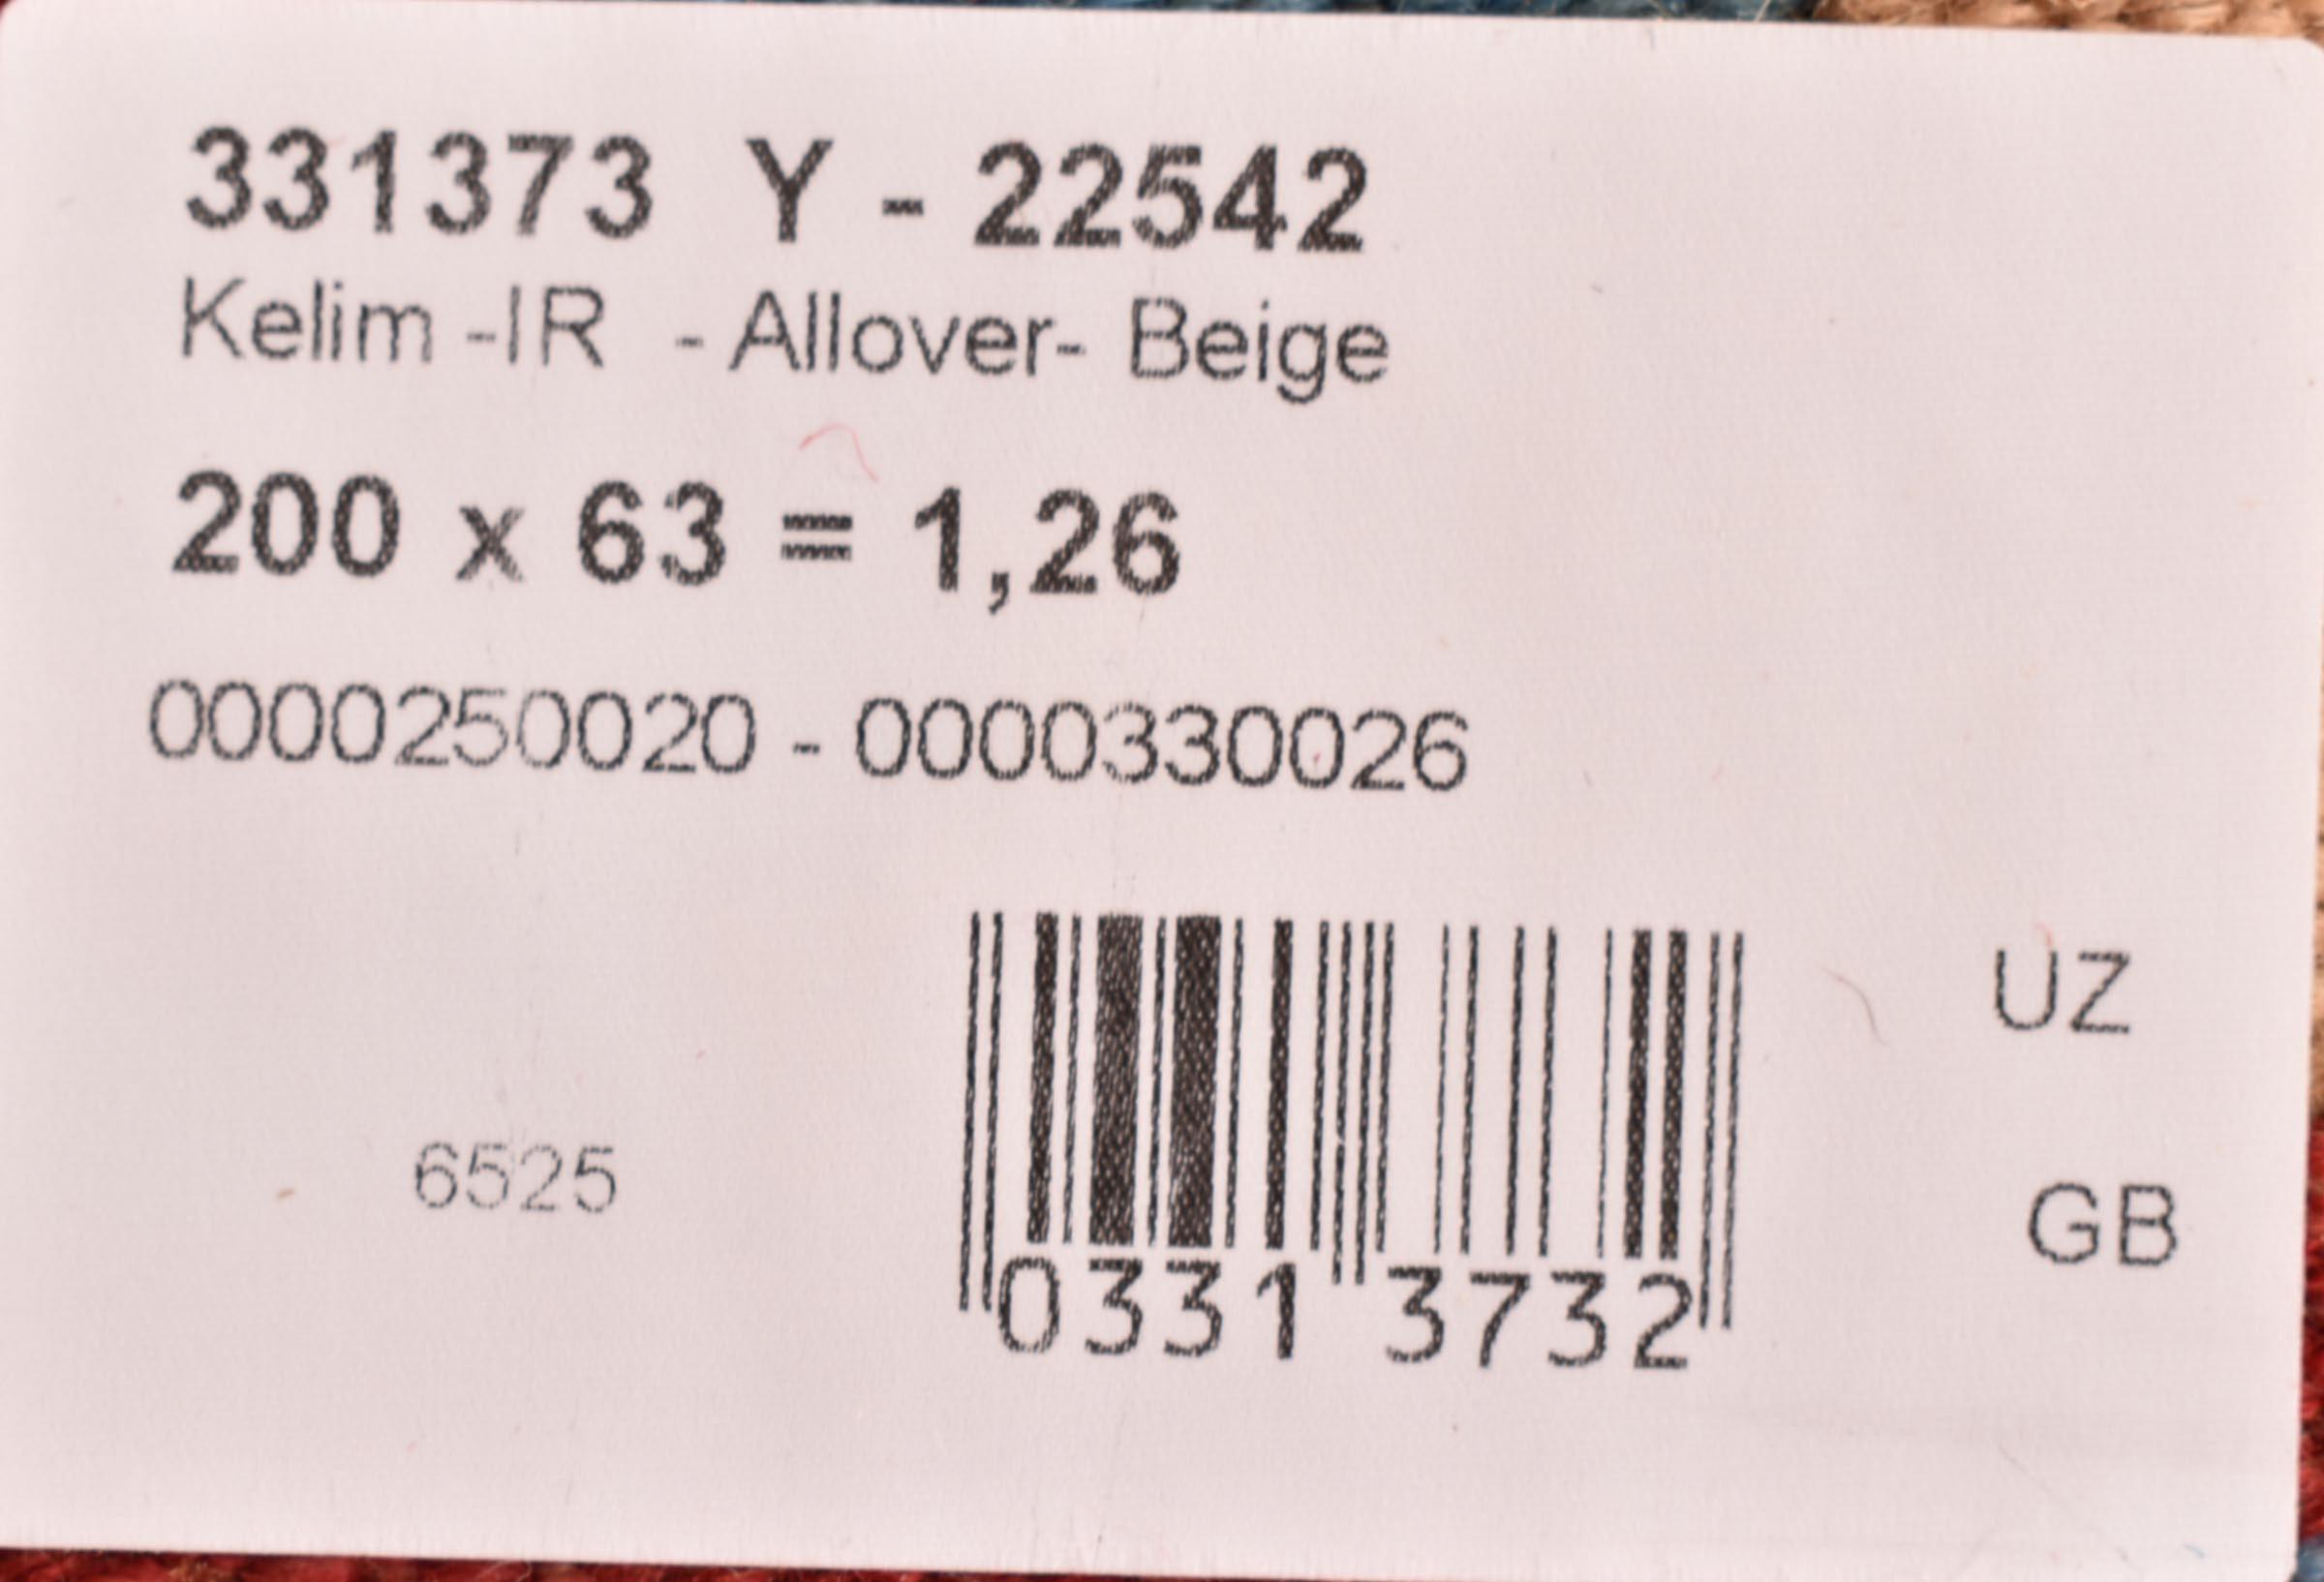 331373 Y - 22542
Kelim -IR - Allover- Beige
200 x 63 = 1,26
0000250020 - 0000330026
UZ
6525
GB
0331 3732